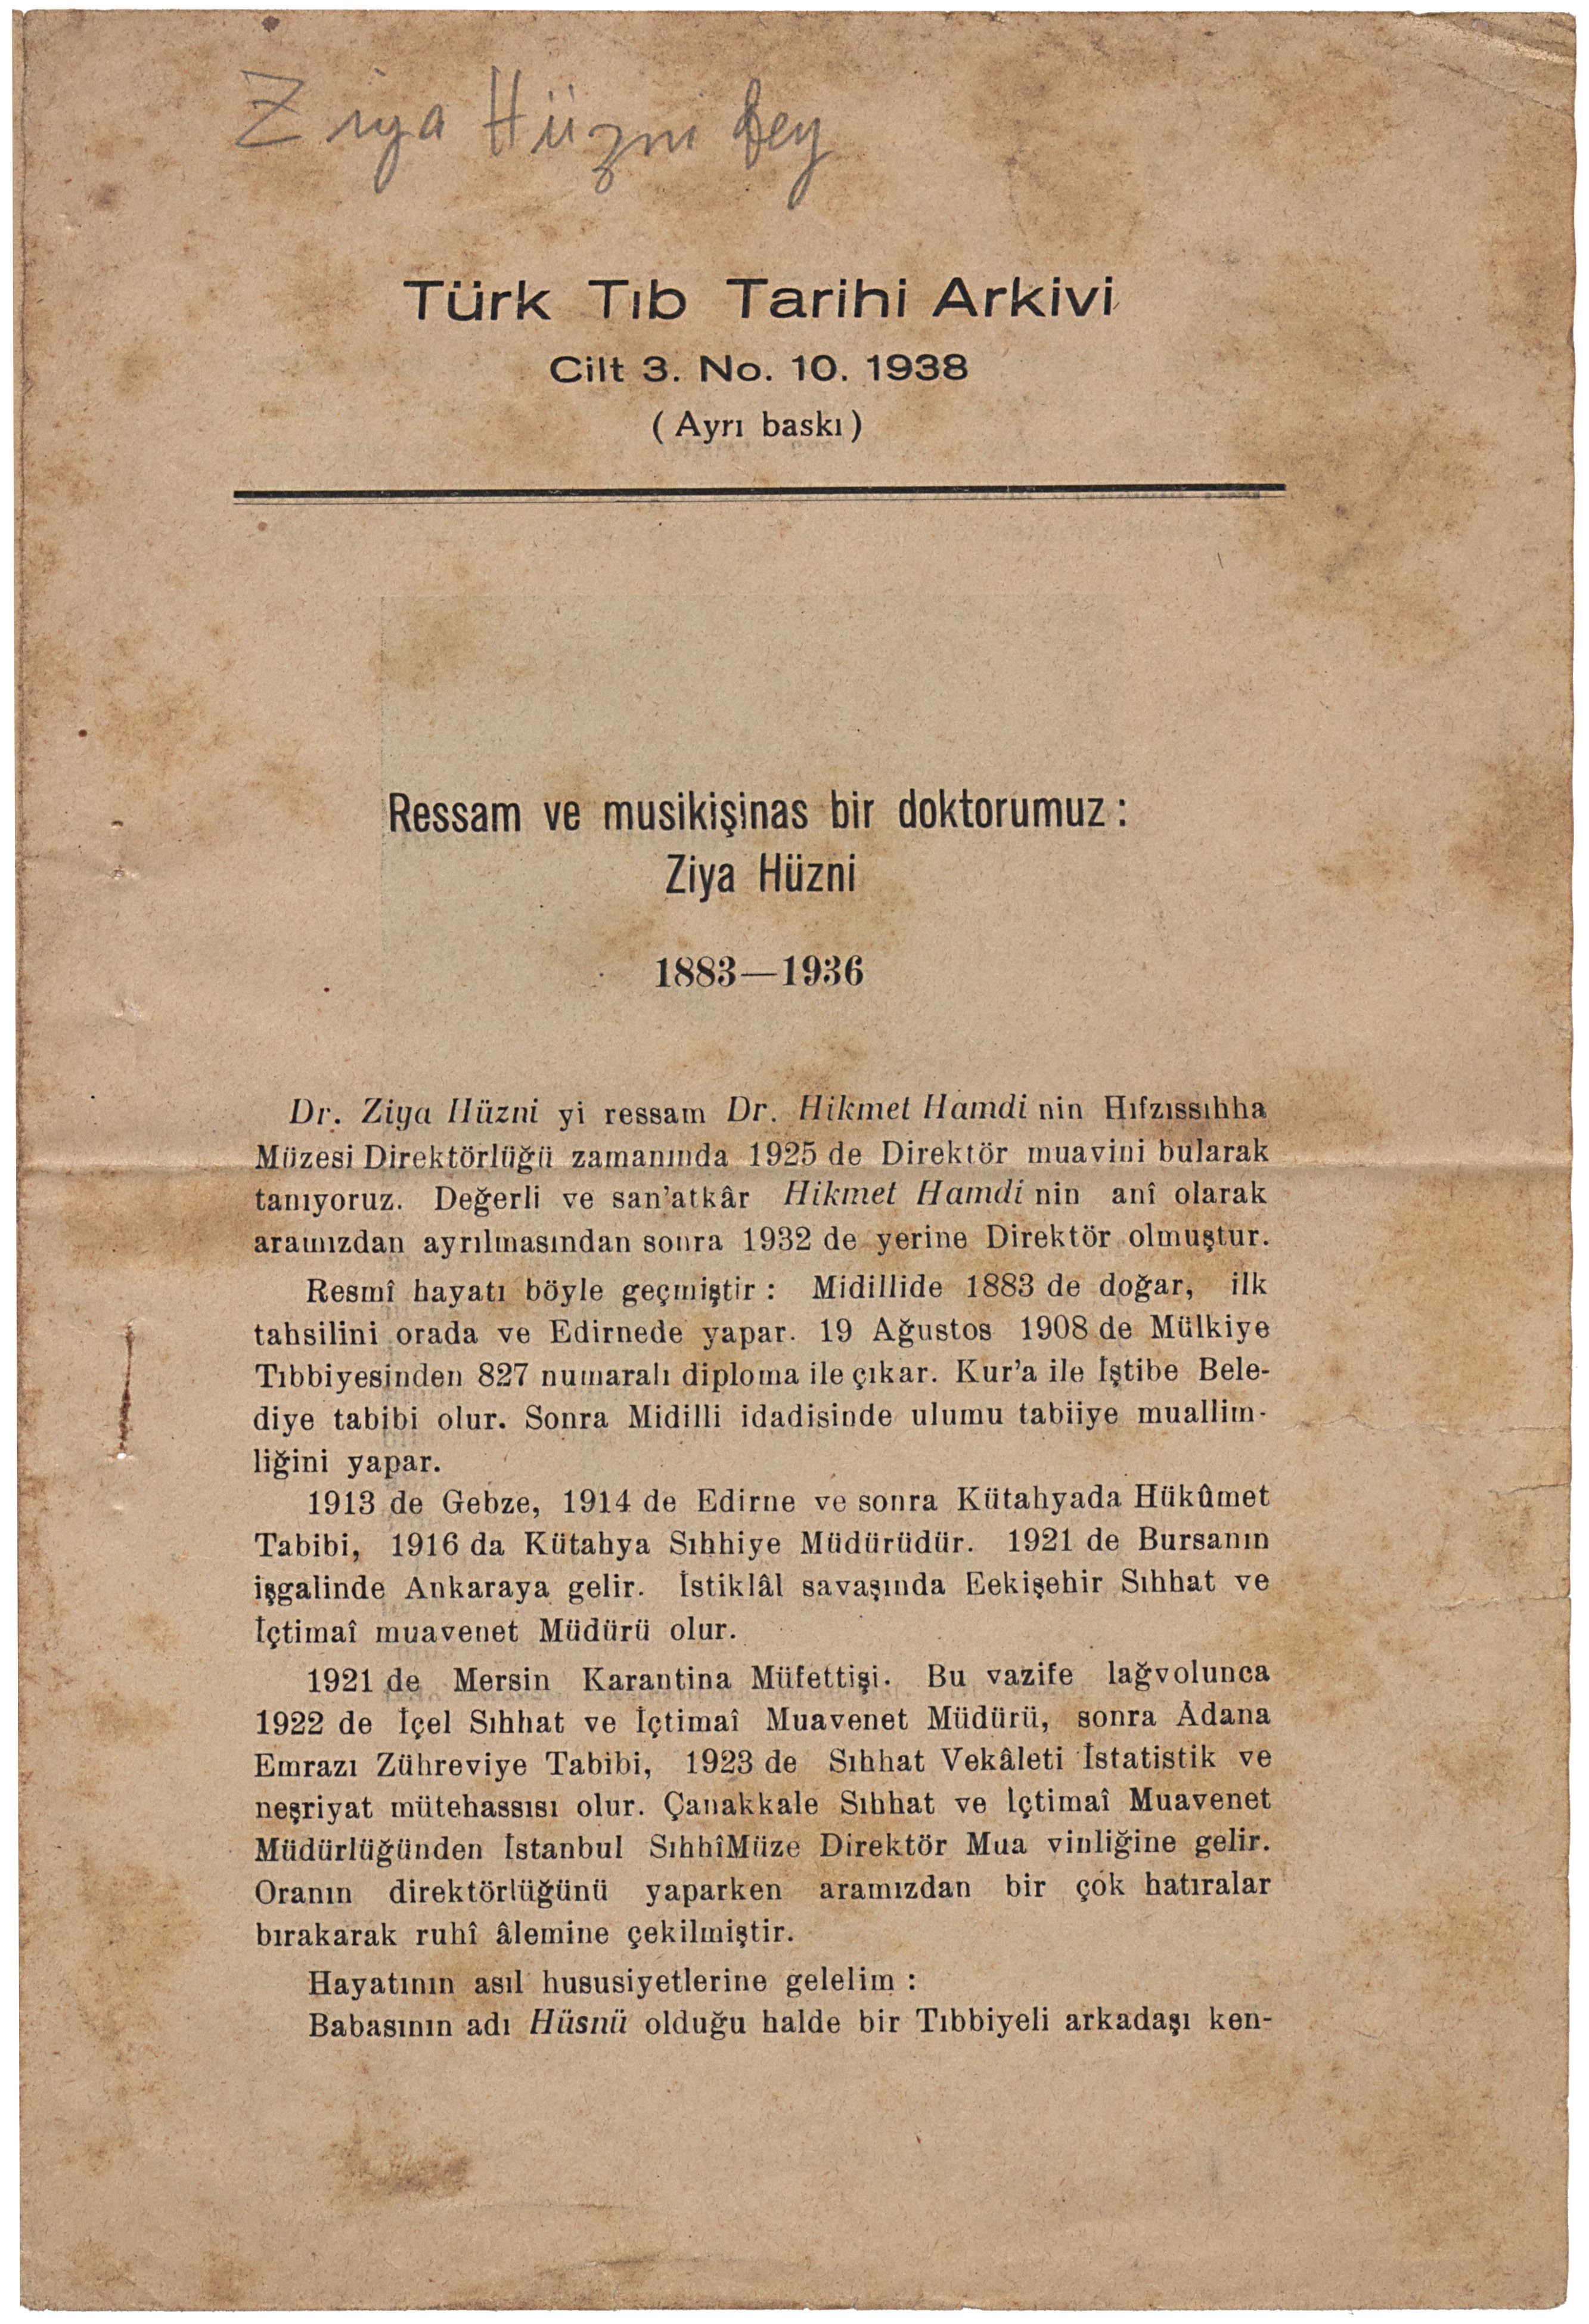 Ziya Hüzni Bey
Türk Tıb Tarihi Arkivi
Cilt 3. No. 10. 1938
( Ayrı baskı )
Ressam ve musikişinas bir doktorumuz :
Ziya Hüzni
1883—1936
Dr. Ziya Hüzni yi ressam Dr. Hikmet Hamdi nin Hıfzıssıhha
Müzesi Direktörlüğü zamanında 1925 de Direktör muavini bularak
tanıyoruz. Değerli ve san'atkâr Hikmet Hamdi nin anî olarak
aramızdan ayrılmasından sonra 1932 de yerine Direktör olmuştur.
Resmî hayatı böyle geçmiştir : Midillide 1883 de doğar, ilk
tahsilini orada ve Edirnede yapar. 19 Ağustos 1908 de Mülkiye
Tıbbiyesinden 827 numaralı diploma ile çıkar. Kur'a ile İştibe Bele-
diye tabibi olur. Sonra Midilli idadisinde ulumu tabiiye muallim-
liğini yapar.
1913 de Gebze, 1914 de Edirne ve sonra Kütahyada Hükûmet
Tabibi, 1916 da Kütahya Sıhhiye Müdürüdür. 1921 de Bursanın
işgalinde Ankaraya gelir. İstiklâl savaşında Eekişehir Sıhhat ve
İçtimaî muavenet Müdürü olur.
1921 de Mersin Karantina Müfettişi. Bu vazife lağvolunca
1922 de İçel Sıhhat ve İçtimaî Muavenet Müdürü, sonra Adana
Emrazı Zühreviye Tabibi, 1923 de Sıhhat Vekâleti İstatistik ve
neşriyat mütehassısı olur. Çanakkale Sıhhat ve İçtimaî Muavenet
Müdürlüğünden İstanbul SıhhîMüze Direktör Mua vinliğine gelir.
Oranın direktörlüğünü yaparken aramızdan bir çok hatıralar
bırakarak ruhî âlemine çekilmiştir.
Hayatının asıl hususiyetlerine gelelim :
Babasının adı Hüsnü olduğu halde bir Tıbbiyeli arkadaşı ken-